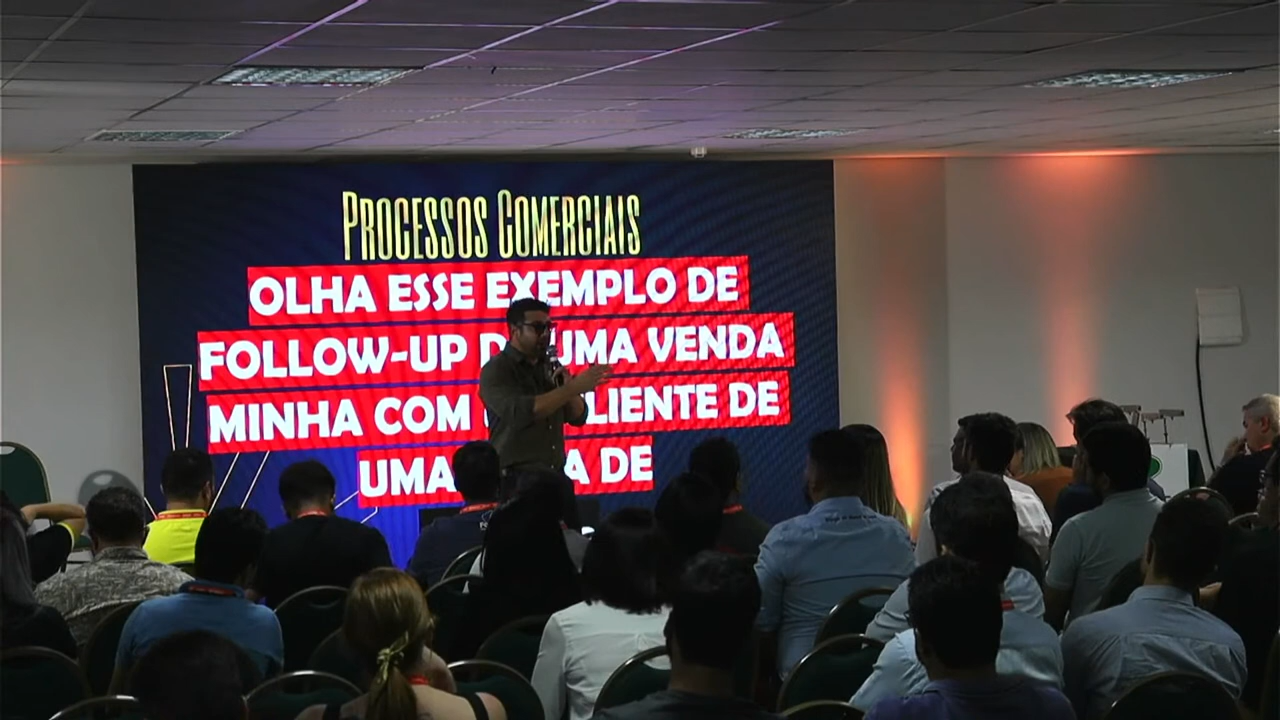 PROCESSOS COMERCIAIS
OLHA ESSE EXEMPLO DE
FOLLOW-UP UMA VENDA
MINHA COM CLIENTE DE
UMA DE